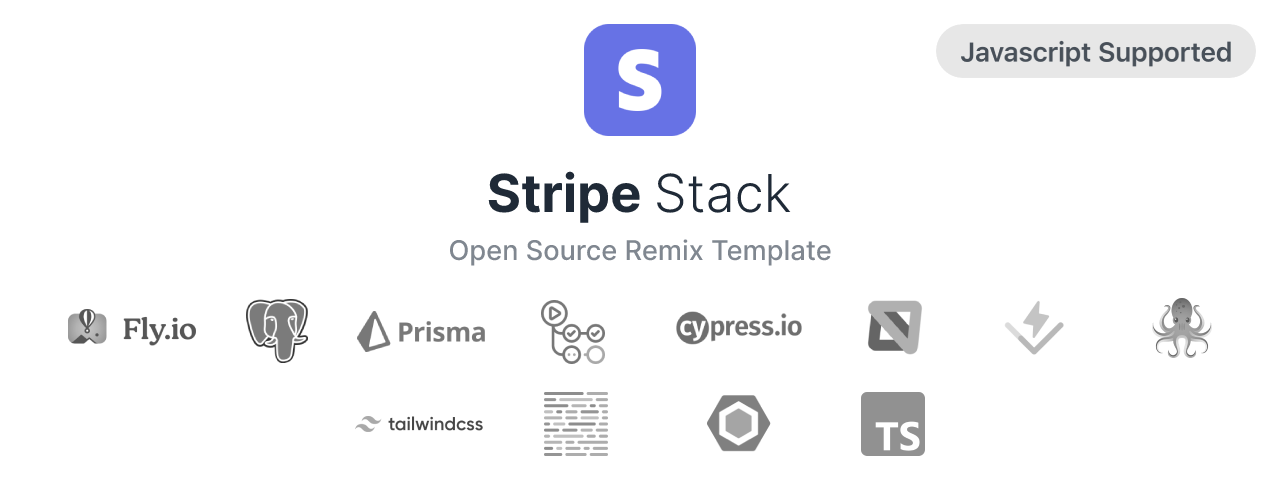 S
Javascript Supported
Stripe Stack
Open Source Remix Template
Fly.io
Prisma
cypress.io
tailwindcss
TS